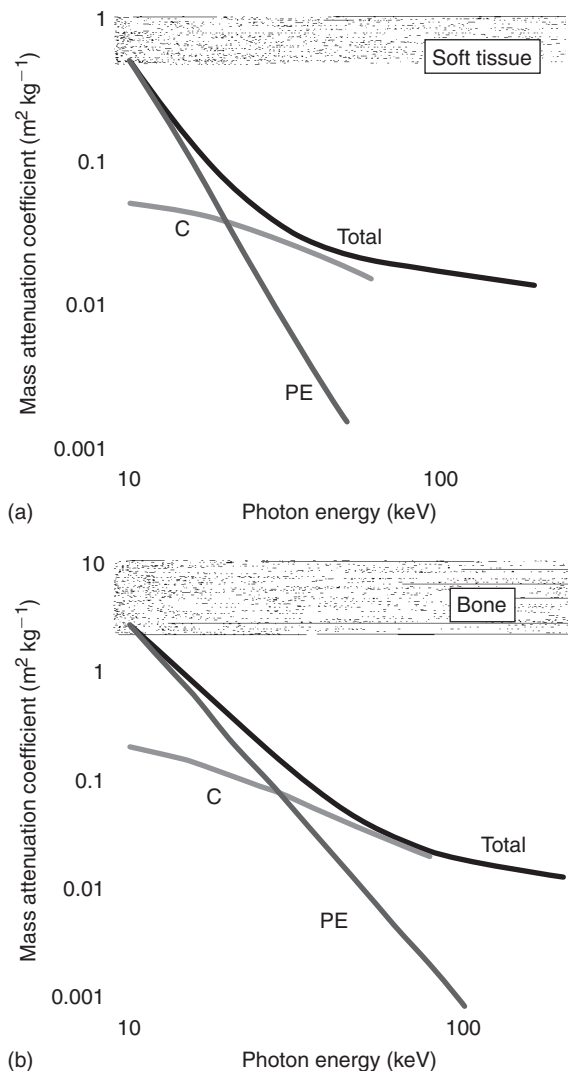 1
Soft tissue
Mass attenuation coefficient (m² kg⁻¹)
0.1
C
Total
0.01
PE
0.001
10
100
(a)
Photon energy (keV)
10
Bone
Mass attenuation coefficient (m² kg⁻¹)
1
0.1
C
Total
0.01
PE
0.001
10
100
(b)
Photon energy (keV)